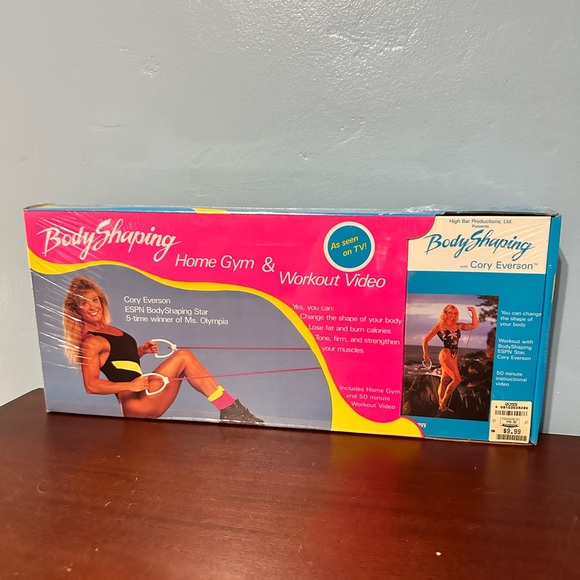 BodyShaping
Home Gym & Workout Video
As seen
on TV!
Cory Everson
ESPN BodyShaping Star
5-time winner of Ms. Olympia
Yes, you can:
Change the shape of your body
Lose fat and burn calories
Tone, firm, and strengthen
your muscles
Includes Home Gym
and 50 minute
Workout Video
High Bar Productions, Ltd.
Presents
BodyShaping
with Cory Everson™
You can change
the shape of
your body
Workout with
BodyShaping
ESPN Star,
Cory Everson
50 minute
instructional
video
$9.99